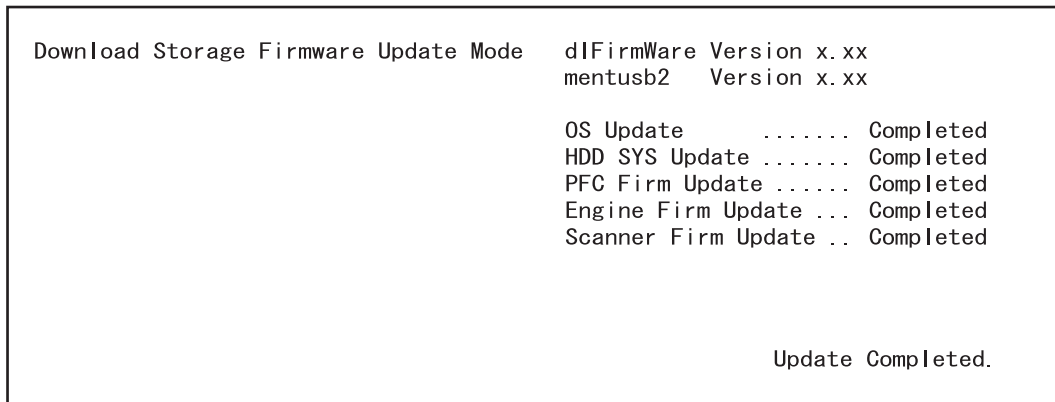 Download Storage Firmware Update Mode dlFirmWare Version x.xx
mentusb2 Version x.xx
OS Update ....... Completed
HDD SYS Update ....... Completed
PFC Firm Update ...... Completed
Engine Firm Update ... Completed
Scanner Firm Update .. Completed
Update Completed.